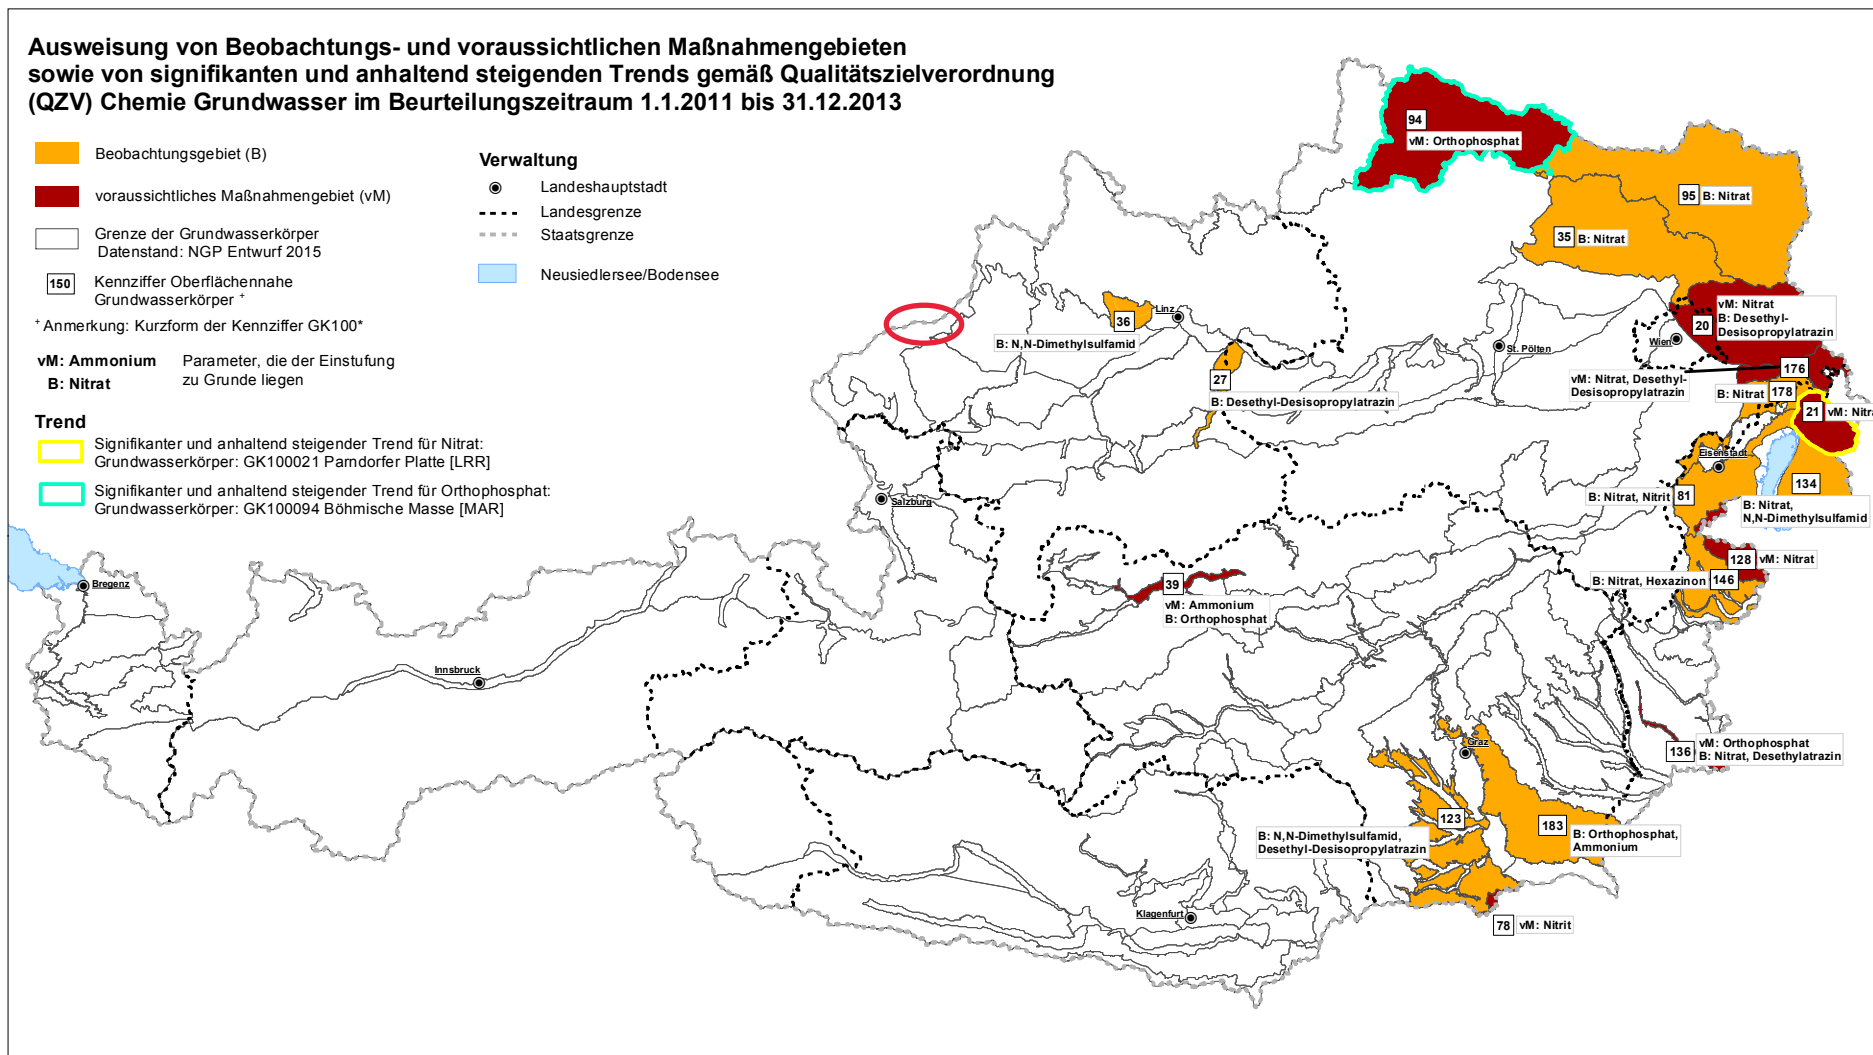 Ausweisung von Beobachtungs- und voraussichtlichen Maßnahmengebieten
sowie von signifikanten und anhaltend steigenden Trends gemäß Qualitätszielverordnung
(QZV) Chemie Grundwasser im Beurteilungszeitraum 1.1.2011 bis 31.12.2013
Beobachtungsgebiet (B)
voraussichtliches Maßnahmengebiet (vM)
Grenze der Grundwasserkörper
Datenstand: NGP Entwurf 2015
150
Kennziffer Oberflächennahe
Grundwasserkörper +
+ Anmerkung: Kurzform der Kennziffer GK100*
vM: Ammonium
B: Nitrat
Parameter, die der Einstufung
zu Grunde liegen
Verwaltung
Landeshauptstadt
Landesgrenze
Staatsgrenze
Neusiedlersee/Bodensee
Trend
Signifikanter und anhaltend steigender Trend für Nitrat:
Grundwasserkörper: GK100021 Parndorfer Platte [LRR]
Signifikanter und anhaltend steigender Trend für Orthophosphat:
Grundwasserkörper: GK100094 Böhmische Masse [MAR]
94
vM: Orthophosphat
95 B: Nitrat
35 B: Nitrat
20
vM: Nitrat
B: Desethyl-
Desisopropylatrazin
36
B: N,N-Dimethylsulfamid
Linz
St. Pölten
Wien
27
B: Desethyl-Desisopropylatrazin
176
vM: Nitrat, Desethyl-
Desisopropylatrazin
B: Nitrat 178
21 vM: Nitra
Eisenstadt
134
B: Nitrat,
N,N-Dimethylsulfamid
B: Nitrat, Nitrit 81
Salzburg
128 vM: Nitrat
B: Nitrat, Hexazinon 146
39
vM: Ammonium
B: Orthophosphat
Bregenz
Innsbruck
136
vM: Orthophosphat
B: Nitrat, Desethylatrazin
Graz
123
B: N,N-Dimethylsulfamid,
Desethyl-Desisopropylatrazin
183
B: Orthophosphat,
Ammonium
Klagenfurt
78 vM: Nitrit